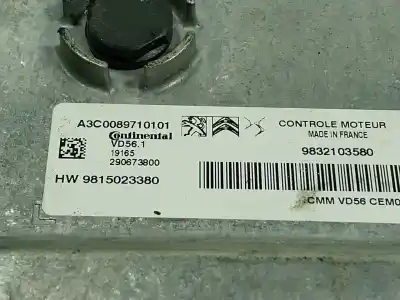 A3C0089710101
Continental
VD56.1
19165
290673800
HW 9815023380
CONTROLE MOTEUR
MADE IN FRANCE
9832103580
CMM VD56 CEM0